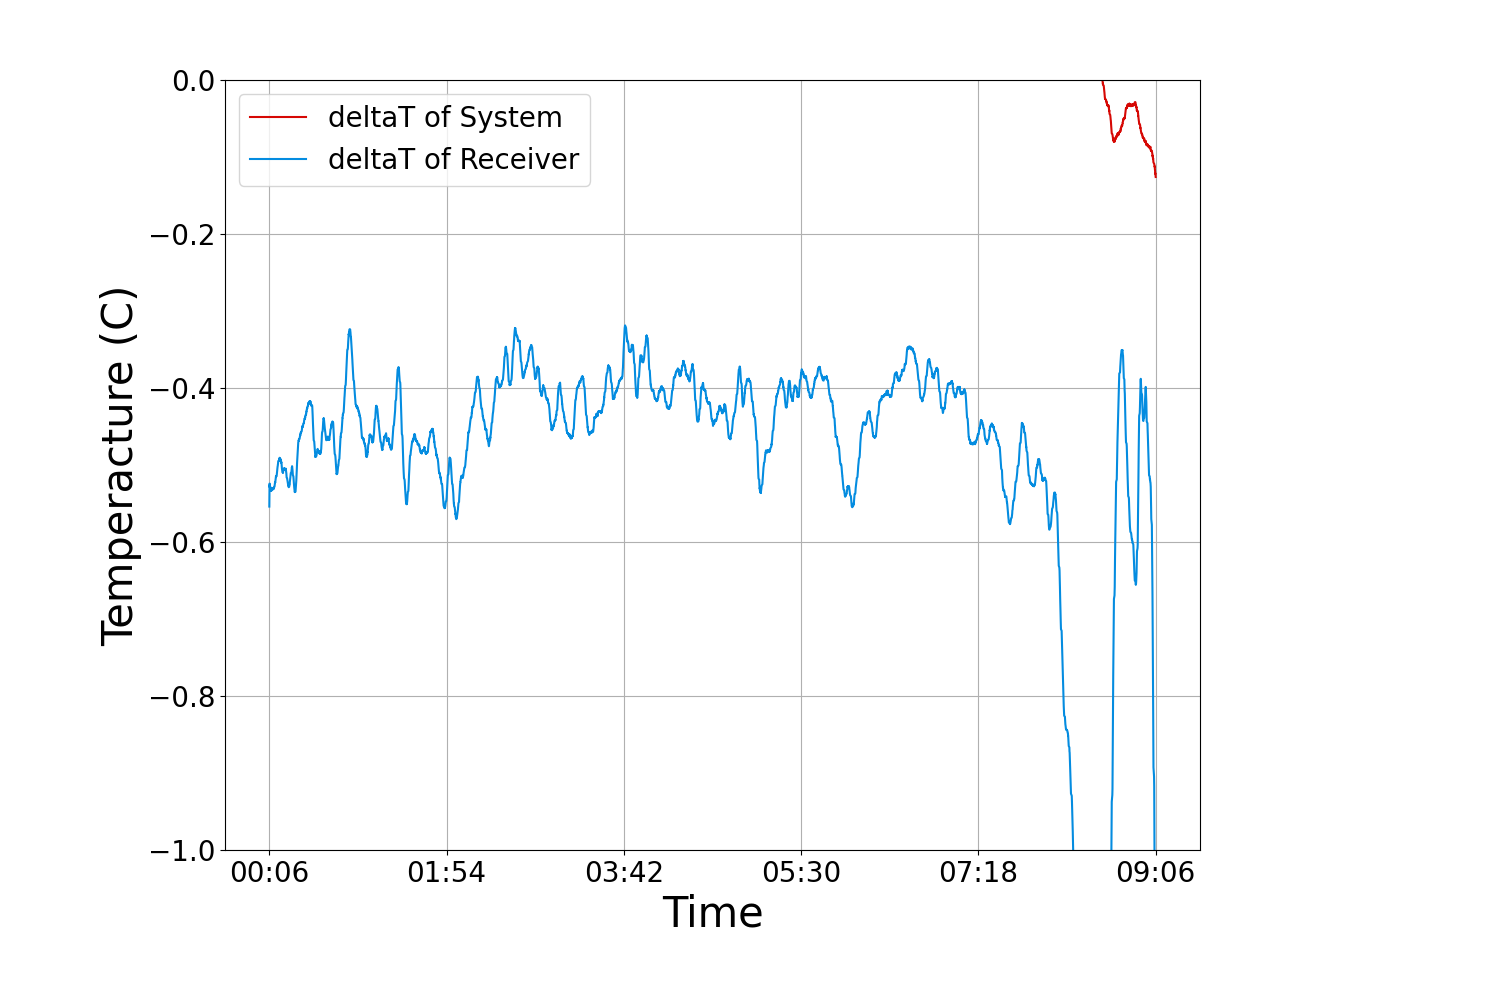 deltaT of System
deltaT of Receiver
0.0
−0.2
−0.4
−0.6
−0.8
−1.0
Temperacture (C)
00:06 01:54 03:42 05:30 07:18 09:06
Time